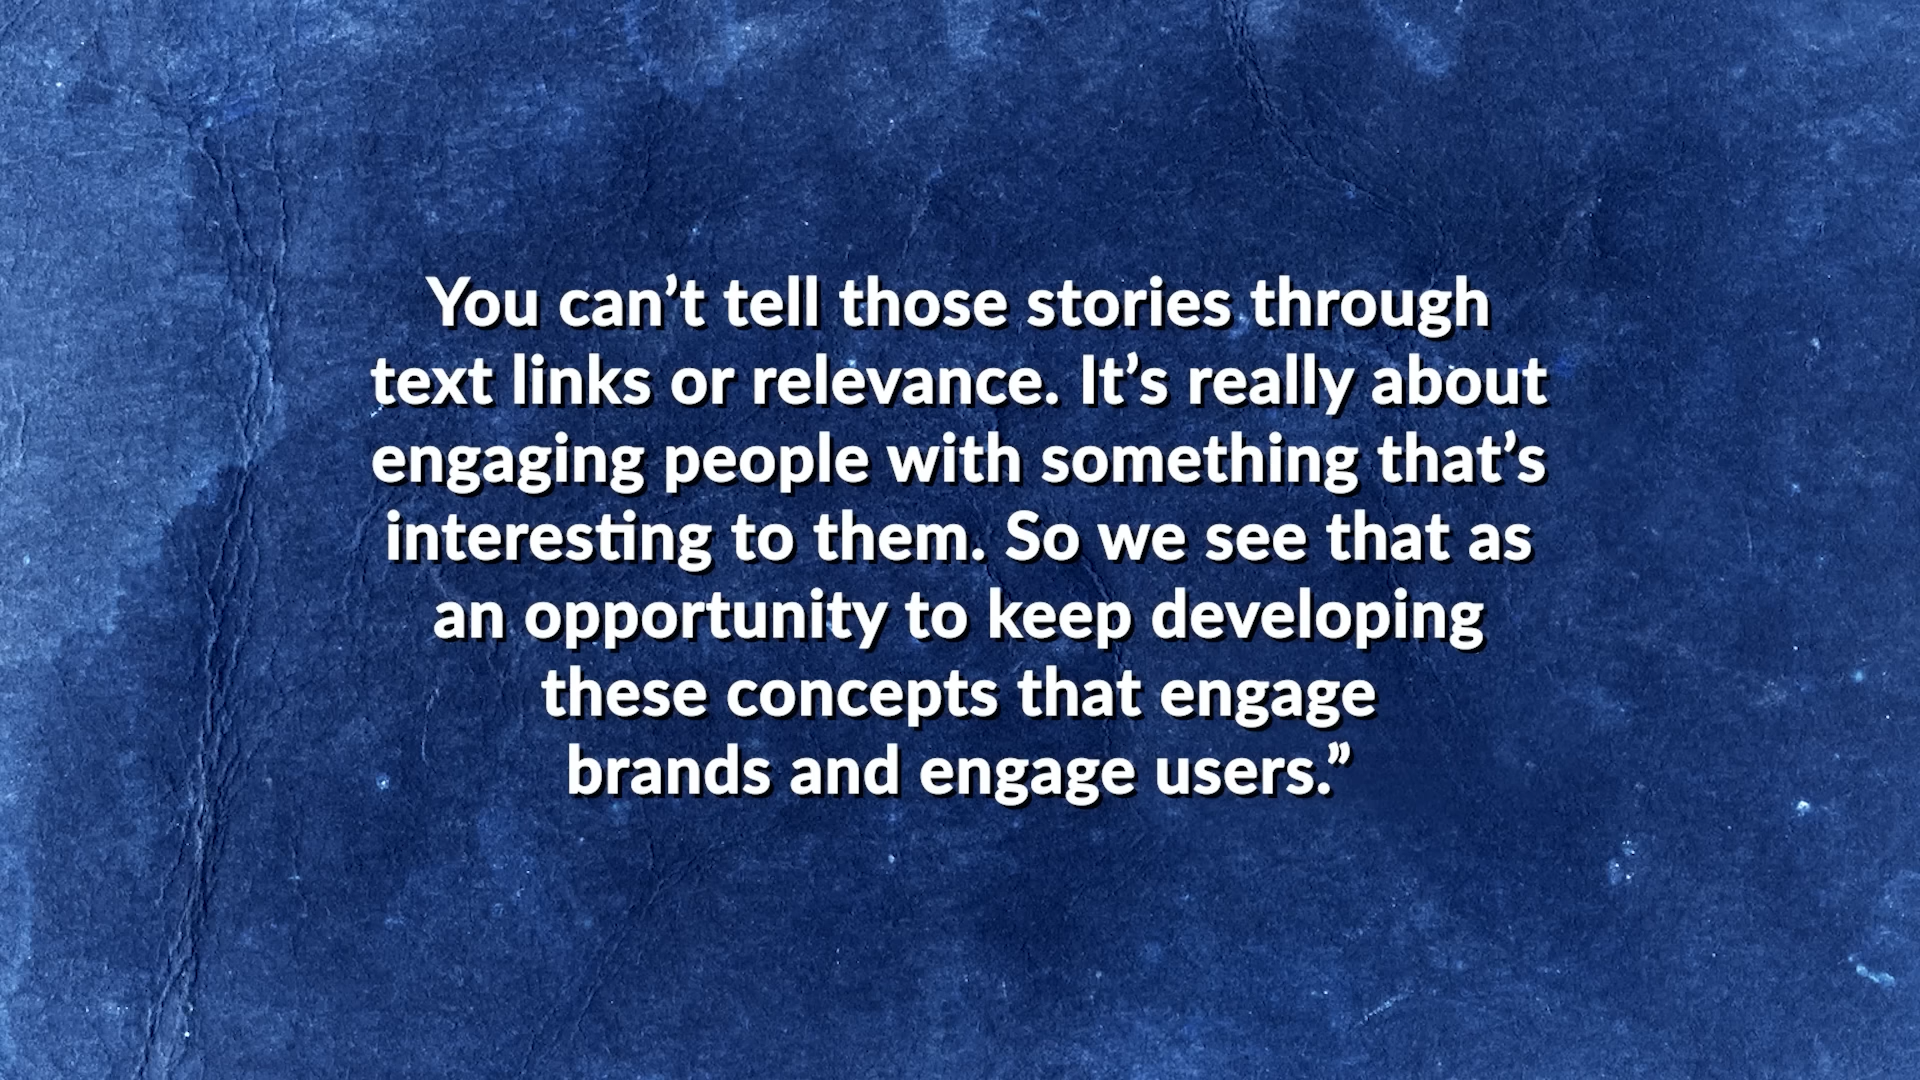 You can’t tell those stories through
text links or relevance. It’s really about
engaging people with something that’s
interesting to them. So we see that as
an opportunity to keep developing
these concepts that engage
brands and engage users.”